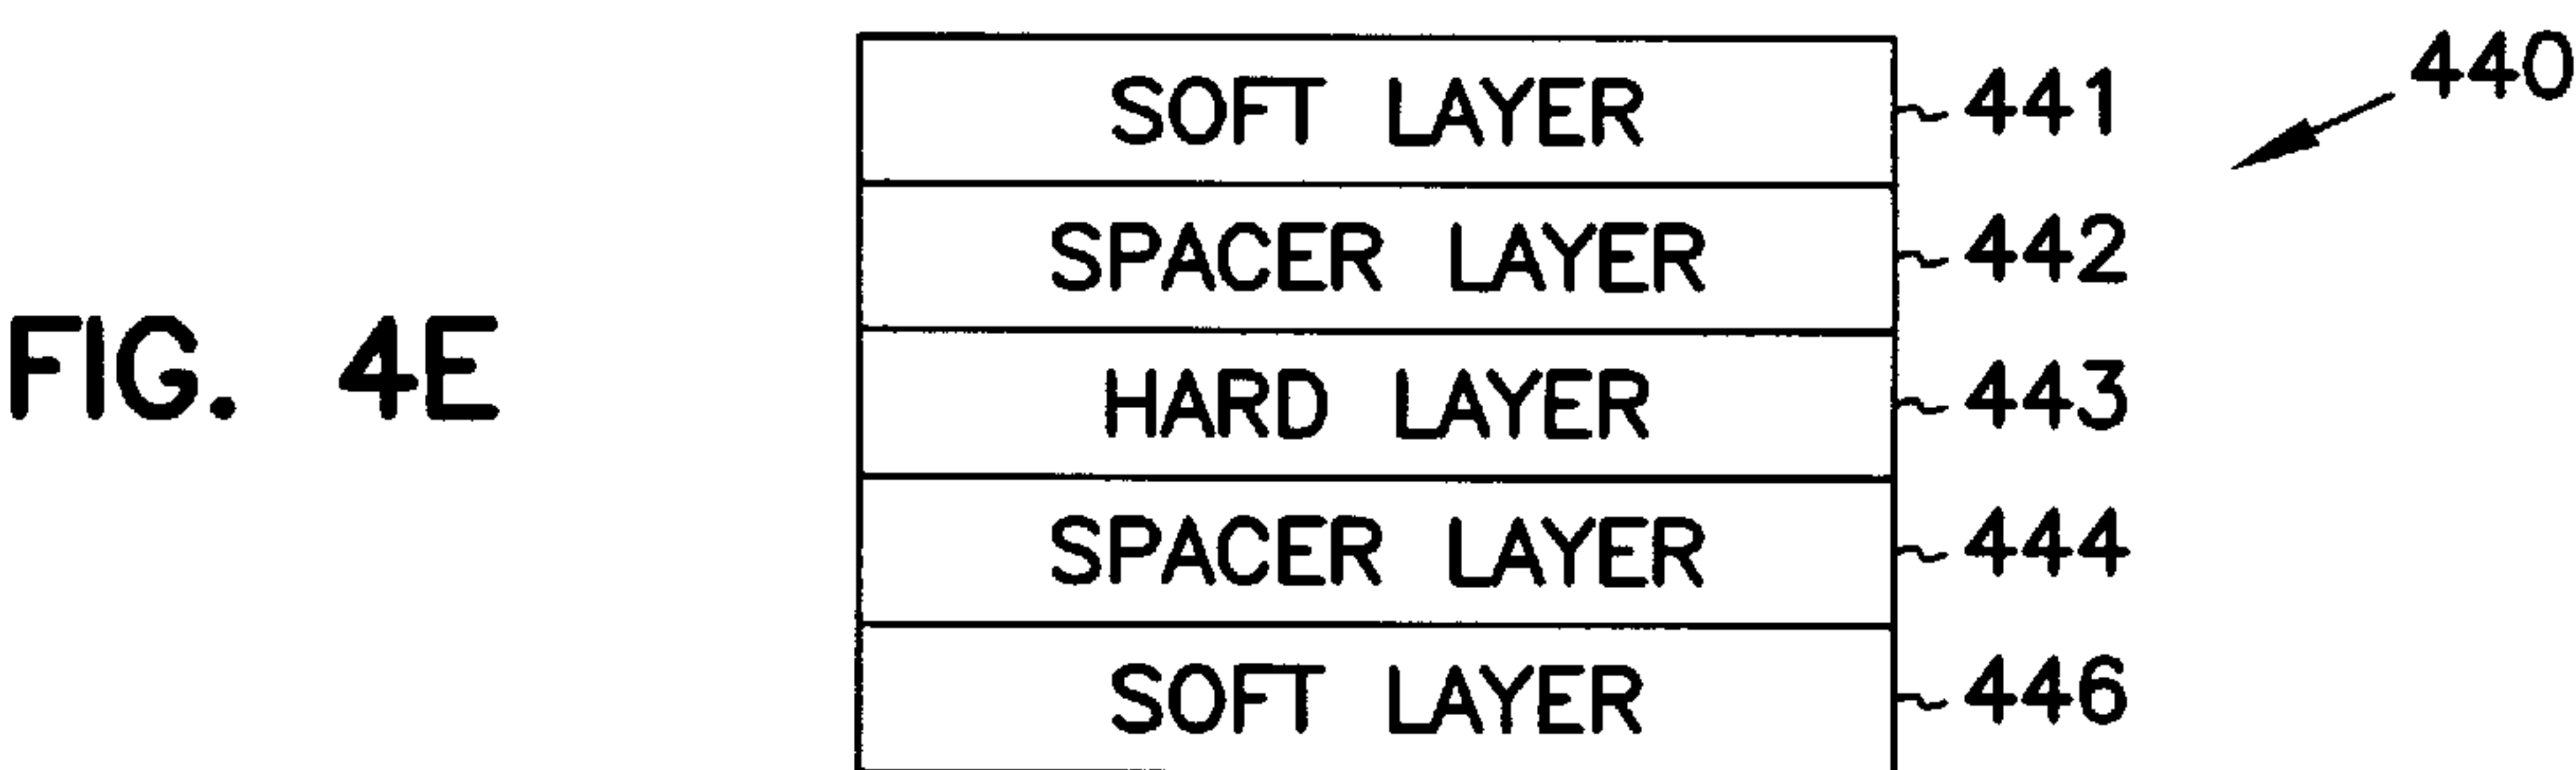 440
SOFT LAYER 441
SPACER LAYER 442
FIG. 4E
HARD LAYER 443
SPACER LAYER 444
SOFT LAYER 446